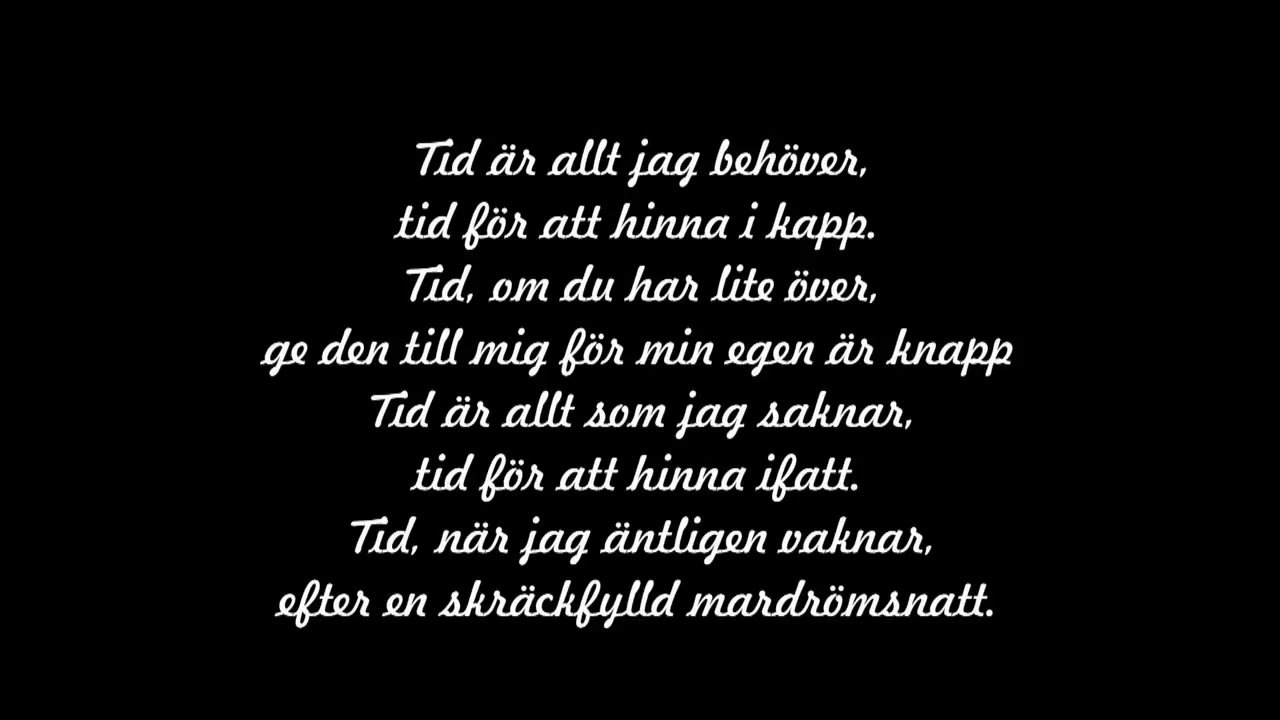 Tid är allt jag behöver,
tid för att hinna i kapp.
Tid, om du har lite över,
ge den till mig för min egen är knapp
Tid är allt som jag saknar,
tid för att hinna ifatt.
Tid, när jag äntligen vaknar,
efter en skräckfylld mardrömsnatt.